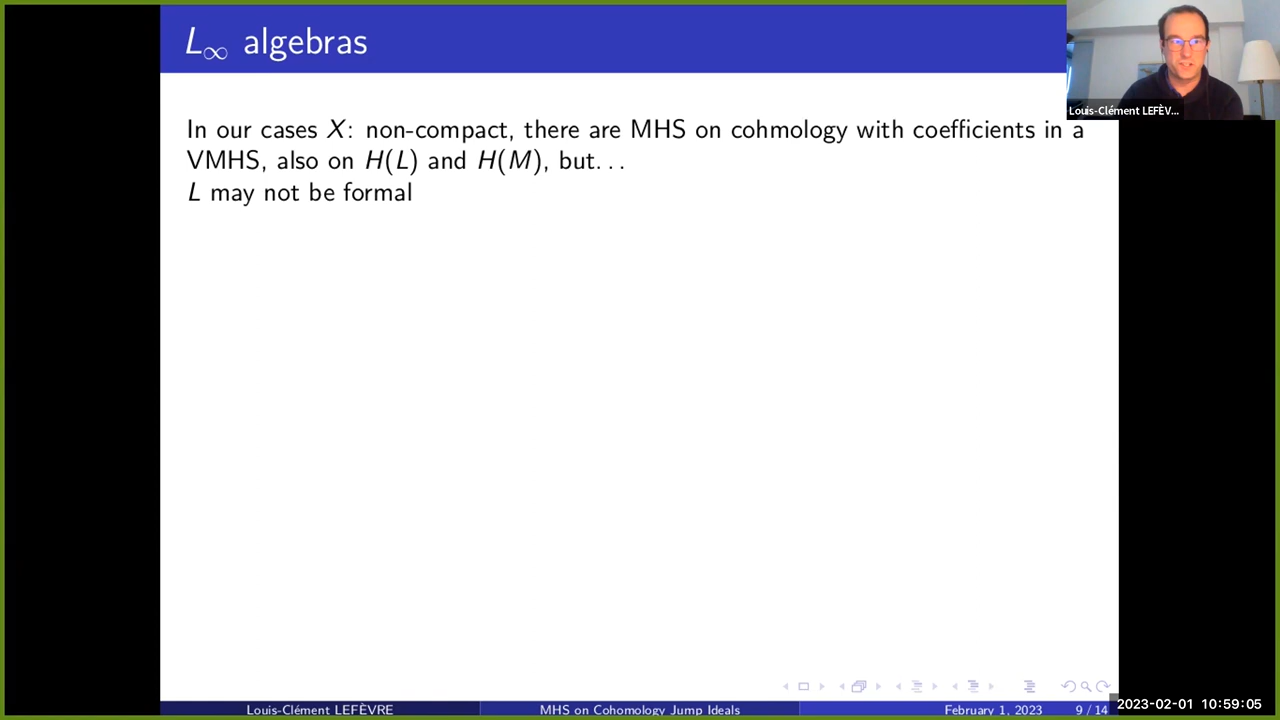 L∞ algebras
Louis-Clément LEFÈV...
In our cases X: non-compact, there are MHS on cohmology with coefficients in a
VMHS, also on H(L) and H(M), but...
L may not be formal
Louis-Clément LEFÈVRE
MHS on Cohomology Jump Ideals
February 1, 2023
9 / 14
2023-02-01 10:59:05